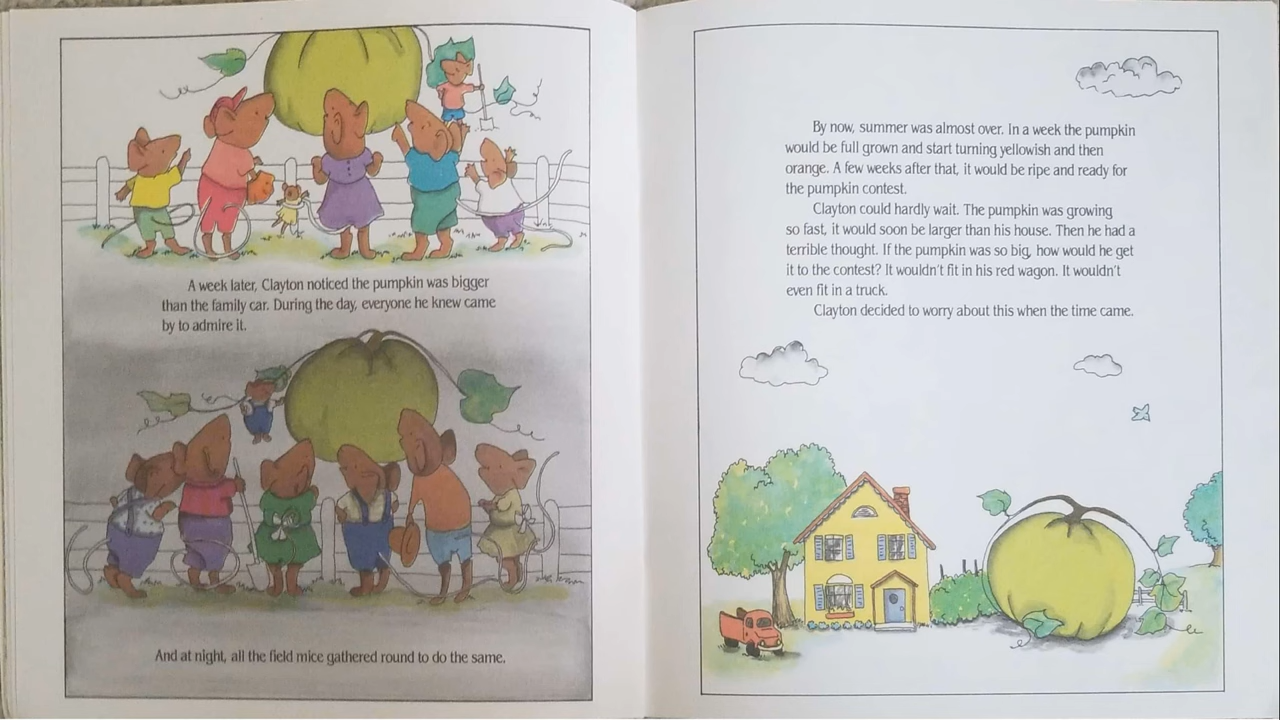 A week later, Clayton noticed the pumpkin was bigger
than the family car. During the day, everyone he knew came
by to admire it.
And at night, all the field mice gathered round to do the same.
By now, summer was almost over. In a week the pumpkin
would be full grown and start turning yellowish and then
orange. A few weeks after that, it would be ripe and ready for
the pumpkin contest.
Clayton could hardly wait. The pumpkin was growing
so fast, it would soon be larger than his house. Then he had a
terrible thought. If the pumpkin was so big, how would he get
it to the contest? It wouldn't fit in his red wagon. It wouldn't
even fit in a truck.
Clayton decided to worry about this when the time came.